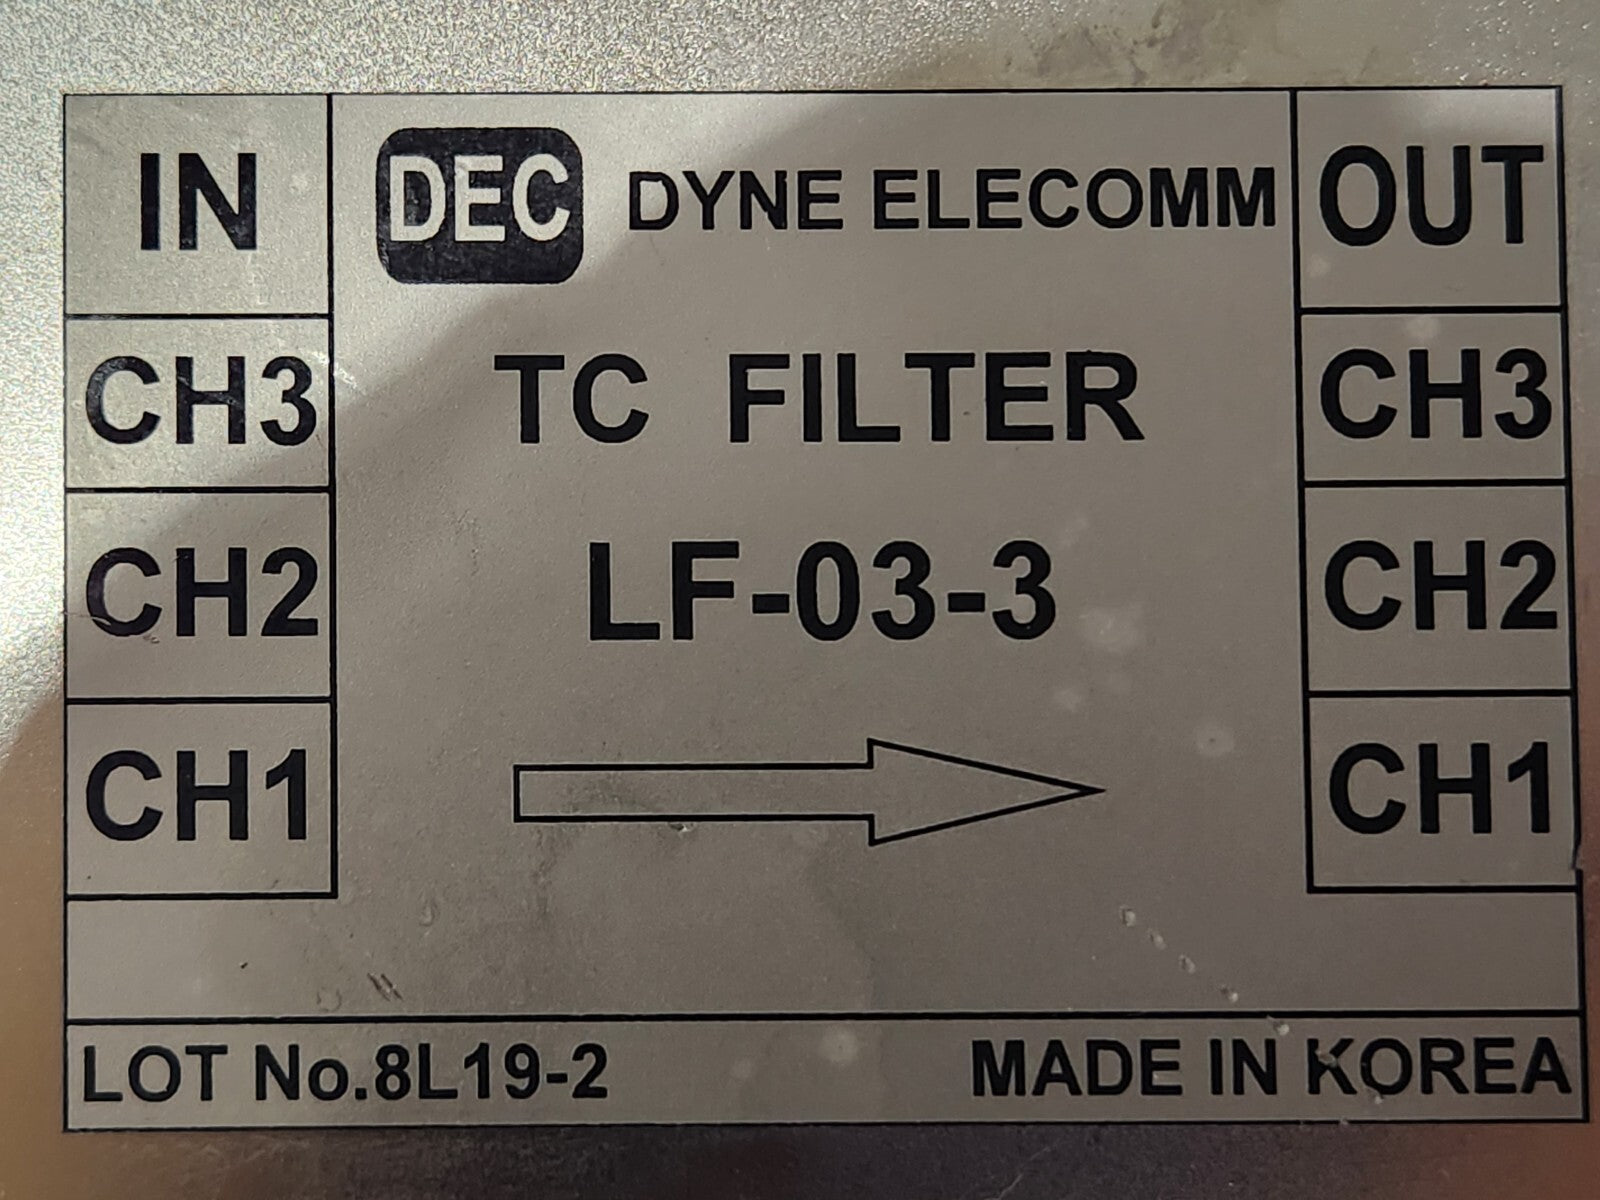 IN DEC DYNE ELECOMM OUT
CH3 TC FILTER CH3
CH2 LF-03-3 CH2
CH1 CH1
LOT No.8L19-2 MADE IN KOREA